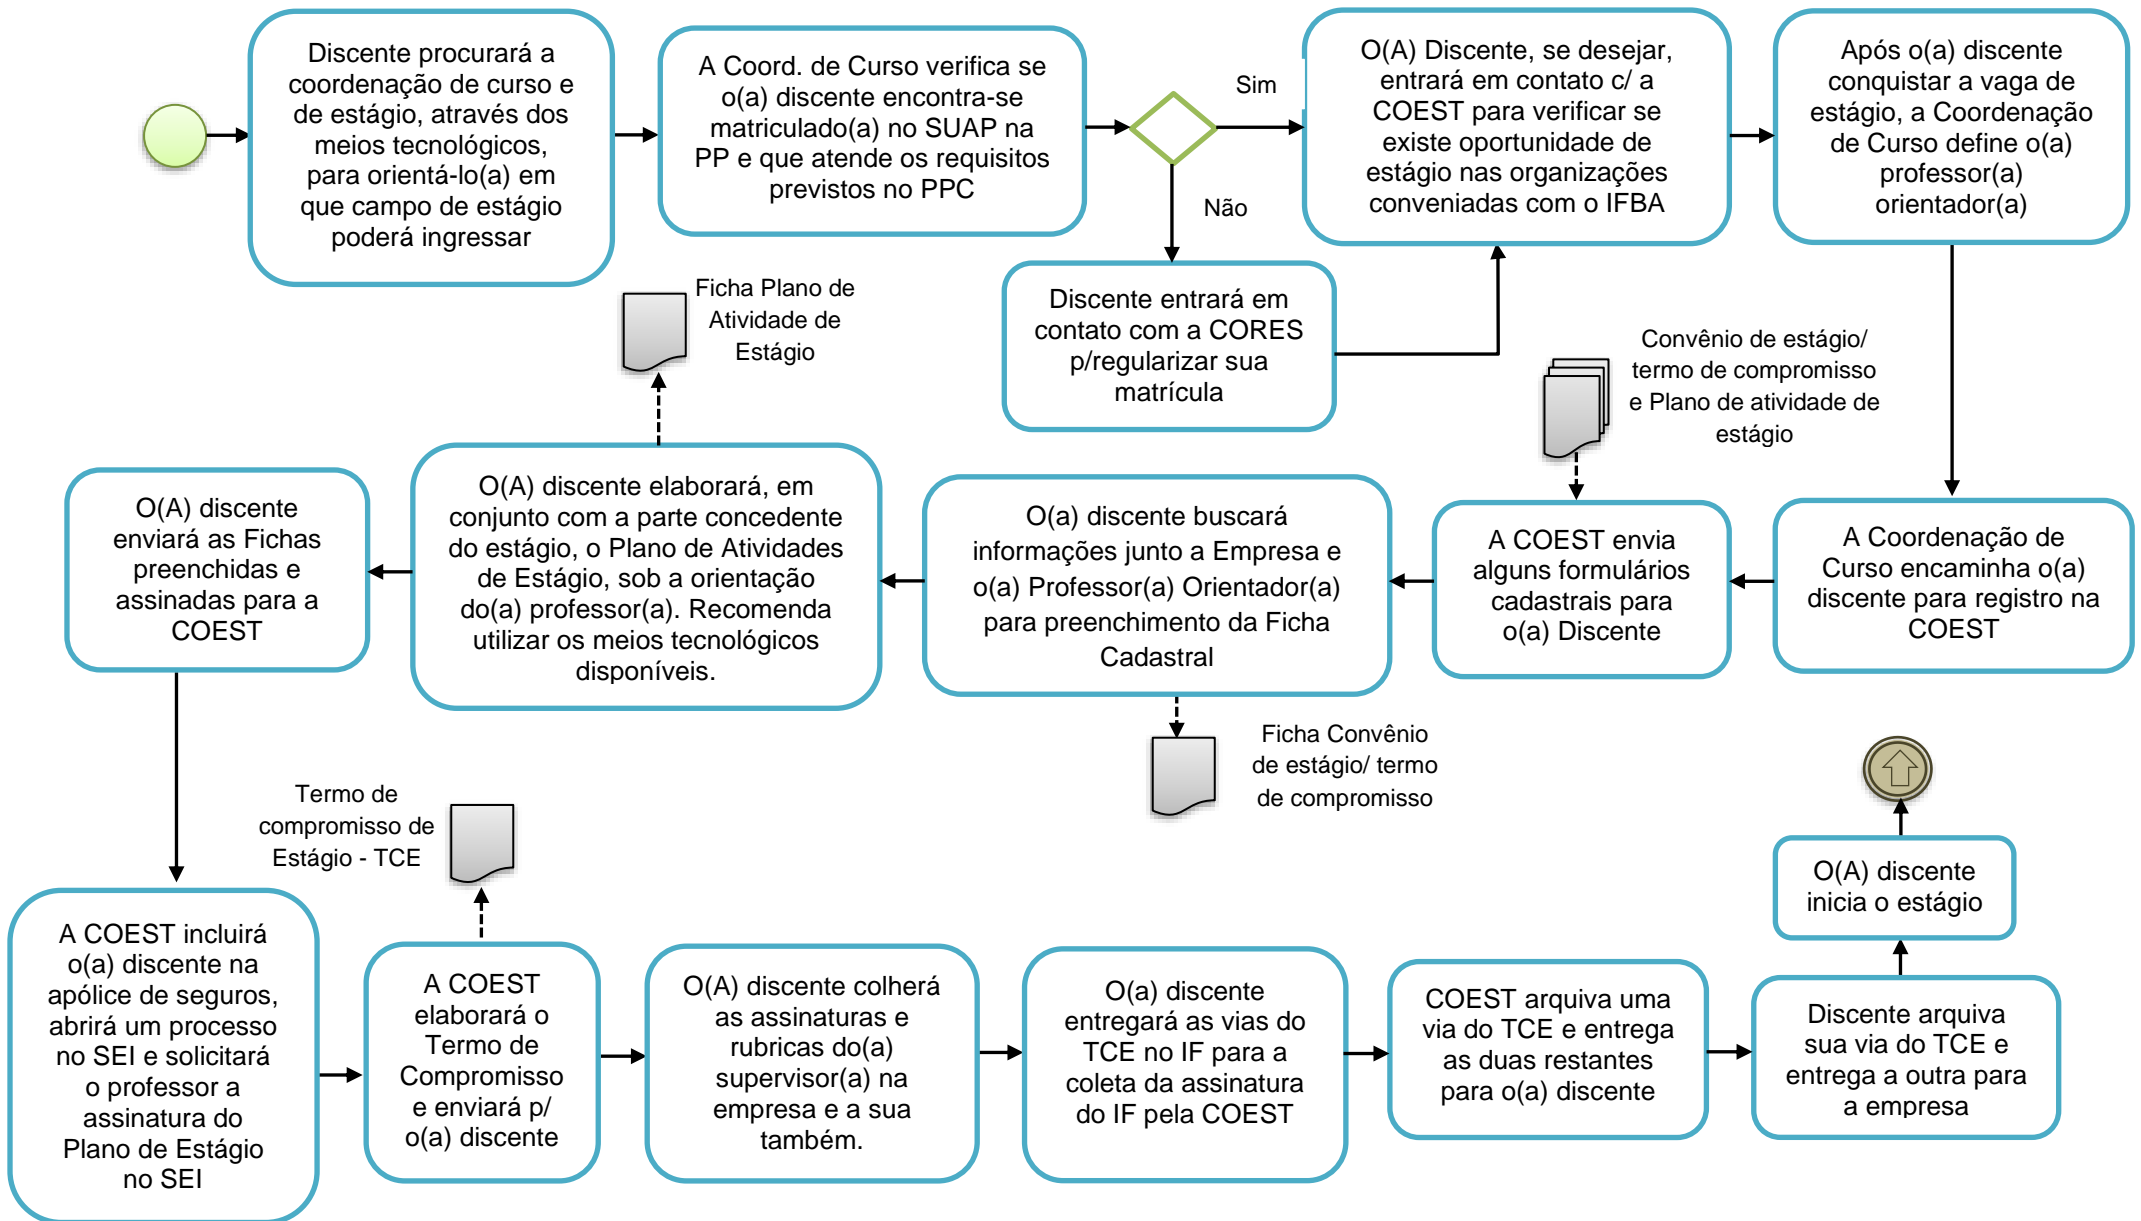 Discente procurará a
coordenação de curso e
de estágio, através dos
meios tecnológicos,
para orientá-lo(a) em
que campo de estágio
poderá ingressar
A Coord. de Curso verifica se
o(a) discente encontra-se
matriculado(a) no SUAP na
PP e que atende os requisitos
previstos no PPC
Sim
Não
O(A) Discente, se desejar,
entrará em contato c/ a
COEST para verificar se
existe oportunidade de
estágio nas organizações
conveniadas com o IFBA
Após o(a) discente
conquistar a vaga de
estágio, a Coordenação
de Curso define o(a)
professor(a)
orientador(a)
Discente entrará em
contato com a CORES
p/regularizar sua
matrícula
Ficha Plano de
Atividade de
Estágio
Convênio de estágio/
termo de compromisso
e Plano de atividade de
estágio
A Coordenação de
Curso encaminha o(a)
discente para registro na
COEST
A COEST envia
alguns formulários
cadastrais para
o(a) Discente
O(a) discente buscará
informações junto a Empresa e
o(a) Professor(a) Orientador(a)
para preenchimento da Ficha
Cadastral
O(A) discente elaborará, em
conjunto com a parte concedente
do estágio, o Plano de Atividades
de Estágio, sob a orientação
do(a) professor(a). Recomenda
utilizar os meios tecnológicos
disponíveis.
O(A) discente
enviará as Fichas
preenchidas e
assinadas para a
COEST
Ficha Convênio
de estágio/ termo
de compromisso
Termo de
compromisso de
Estágio - TCE
A COEST incluirá
o(a) discente na
apólice de seguros,
abrirá um processo
no SEI e solicitará
o professor a
assinatura do
Plano de Estágio
no SEI
A COEST
elaborará o
Termo de
Compromisso
e enviará p/
o(a) discente
O(A) discente colherá
as assinaturas e
rubricas do(a)
supervisor(a) na
empresa e a sua
também.
O(a) discente
entregará as vias do
TCE no IF para a
coleta da assinatura
do IF pela COEST
COEST arquiva uma
via do TCE e entrega
as duas restantes
para o(a) discente
Discente arquiva
sua via do TCE e
entrega a outra para
a empresa
O(A) discente
inicia o estágio